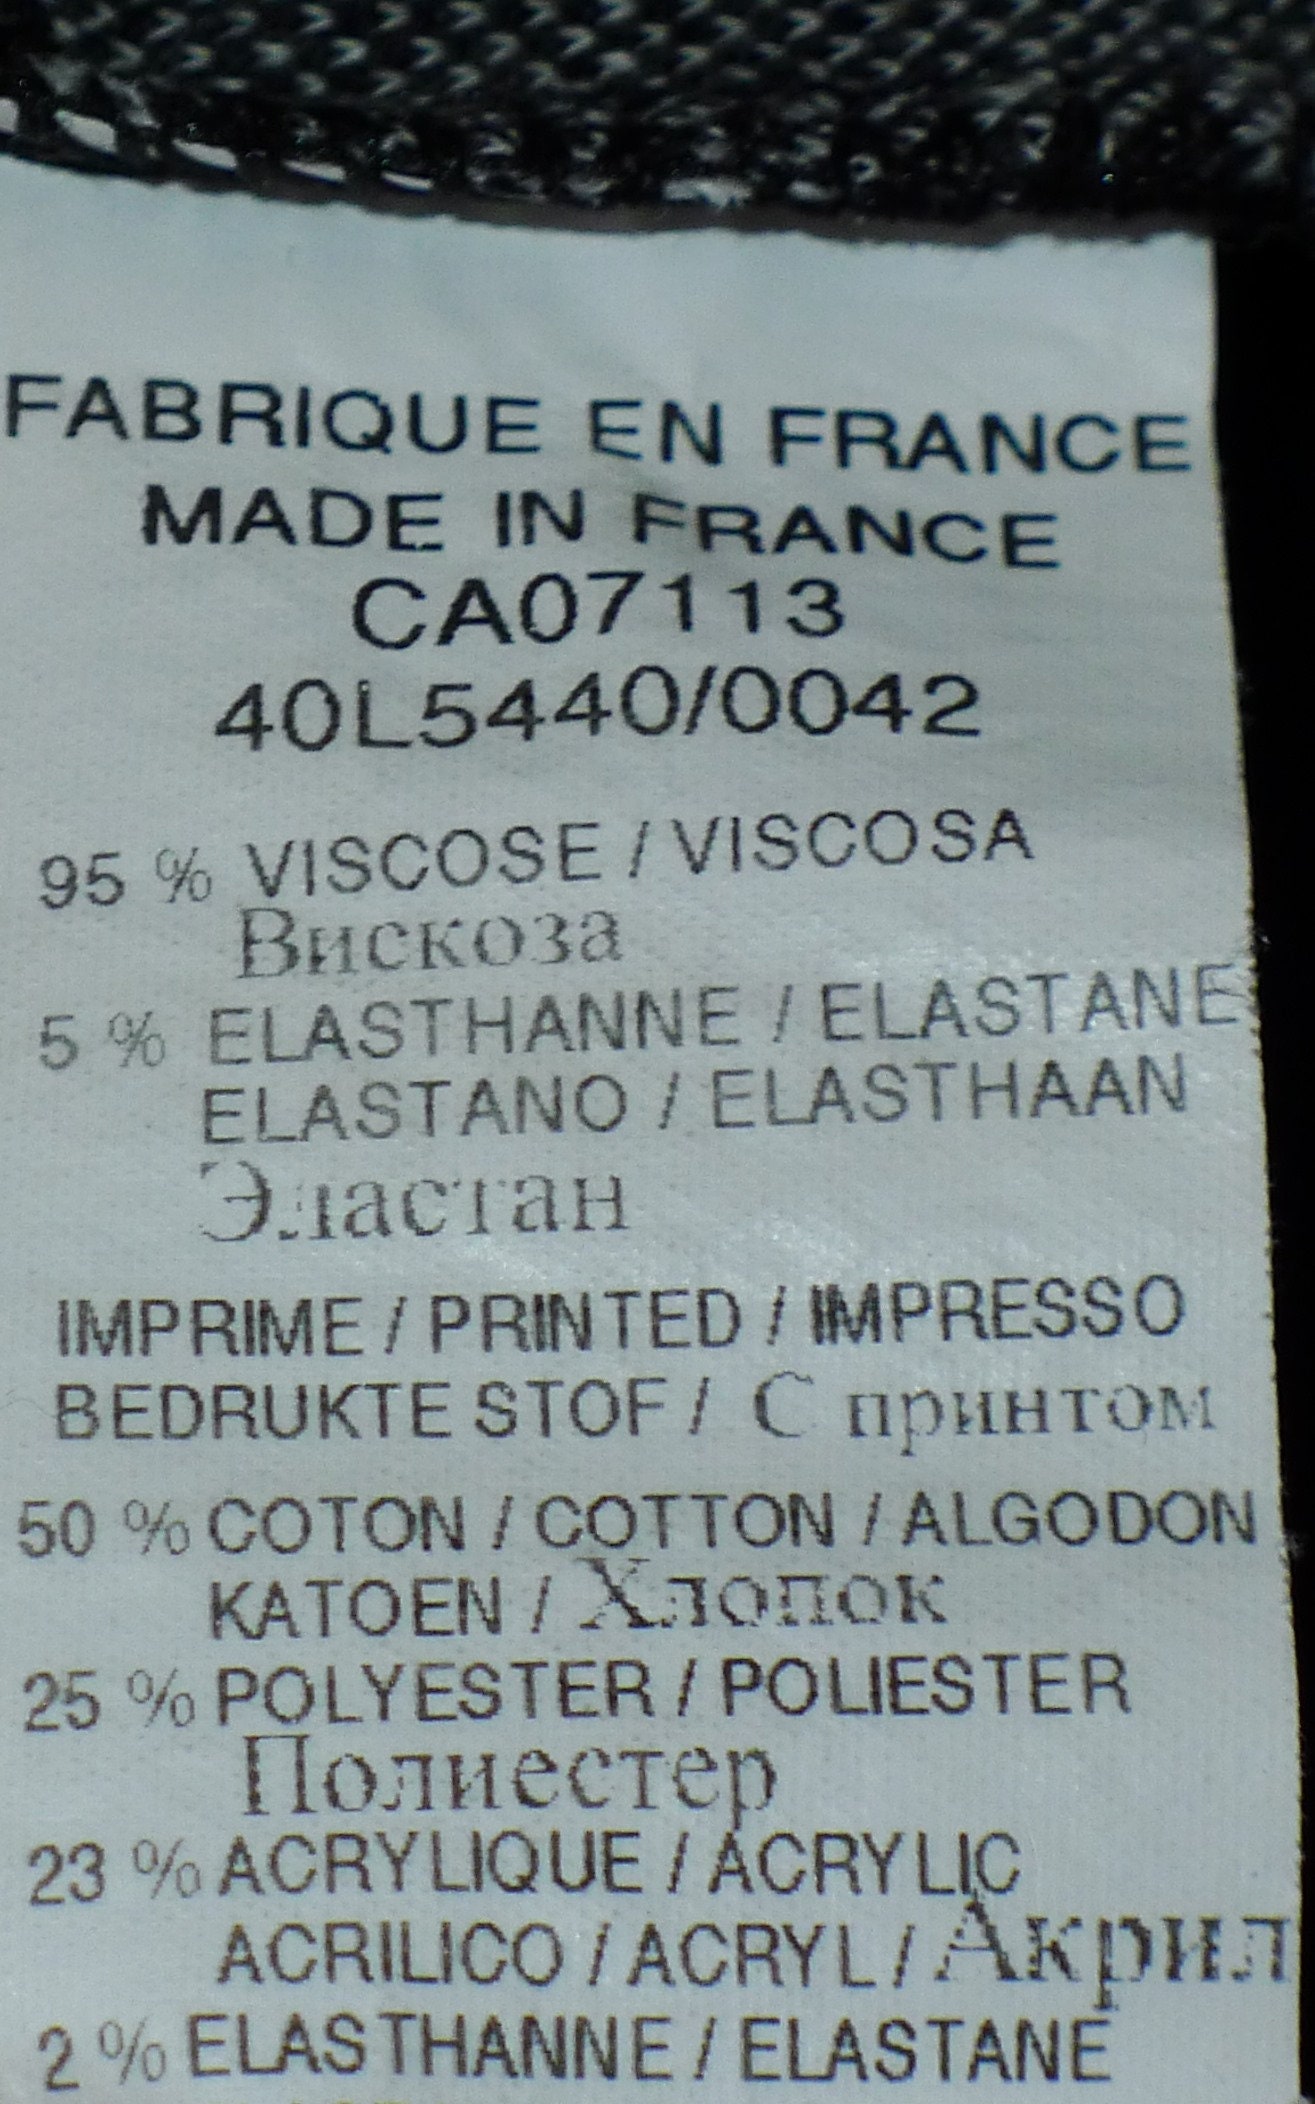 FABRIQUE EN FRANCE
MADE IN FRANCE
CA07113
40L5440/0042
95 % VISCOSE / VISCOSA
Вискоза
5 % ELASTHANNE / ELASTANE
ELASTANO / ELASTHAAN
Эластан
IMPRIME / PRINTED / IMPRESSO
BEDRUKTE STOF / С принтом
50 % COTON / COTTON / ALGODON
KATOEN / Хлопок
25 % POLYESTER / POLIESTER
Полиестер
23 % ACRYLIQUE / ACRYLIC
ACRILICO / ACRYL / Акрил
2 % ELASTHANNE / ELASTANE